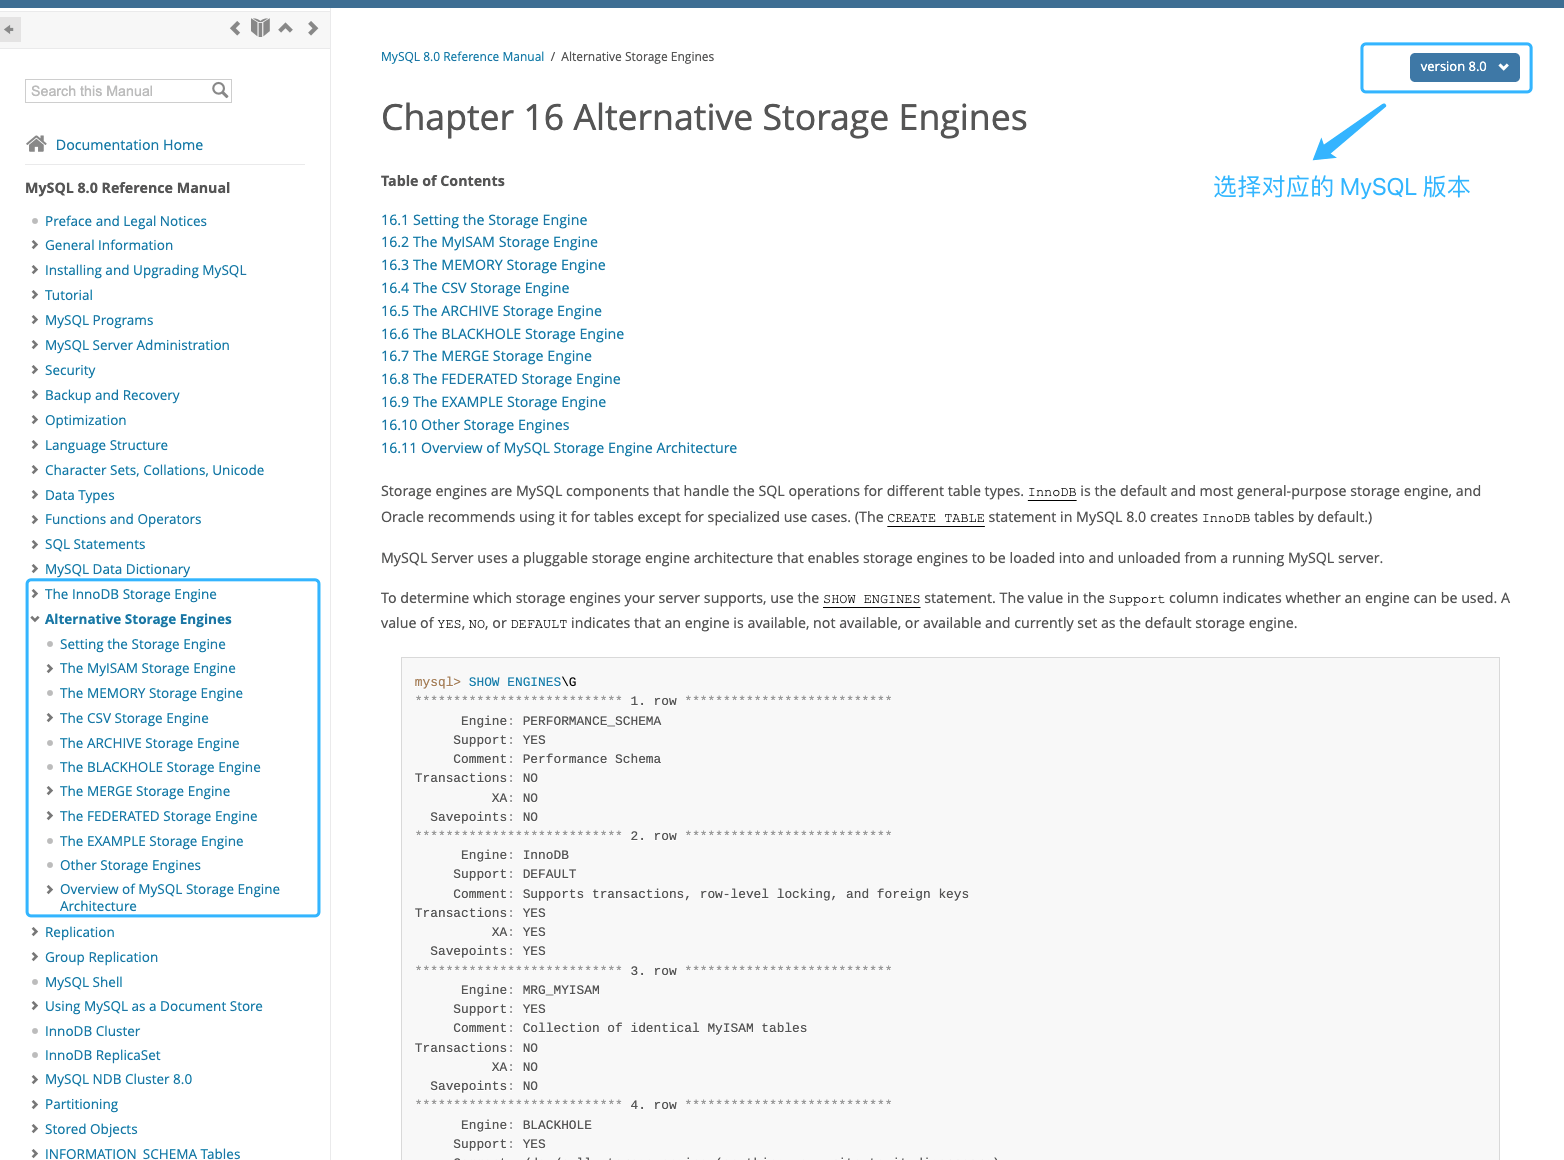 Search this Manual
Documentation Home
MySQL 8.0 Reference Manual
Preface and Legal Notices
General Information
Installing and Upgrading MySQL
Tutorial
MySQL Programs
MySQL Server Administration
Security
Backup and Recovery
Optimization
Language Structure
Character Sets, Collations, Unicode
Data Types
Functions and Operators
SQL Statements
MySQL Data Dictionary
The InnoDB Storage Engine
Alternative Storage Engines
Setting the Storage Engine
The MyISAM Storage Engine
The MEMORY Storage Engine
The CSV Storage Engine
The ARCHIVE Storage Engine
The BLACKHOLE Storage Engine
The MERGE Storage Engine
The FEDERATED Storage Engine
The EXAMPLE Storage Engine
Other Storage Engines
Overview of MySQL Storage Engine
Architecture
Replication
Group Replication
MySQL Shell
Using MySQL as a Document Store
InnoDB Cluster
InnoDB ReplicaSet
MySQL NDB Cluster 8.0
Partitioning
Stored Objects
INFORMATION_SCHEMA Tables
MySQL 8.0 Reference Manual / Alternative Storage Engines
version 8.0
选择对应的 MySQL 版本
Chapter 16 Alternative Storage Engines
Table of Contents
16.1 Setting the Storage Engine
16.2 The MyISAM Storage Engine
16.3 The MEMORY Storage Engine
16.4 The CSV Storage Engine
16.5 The ARCHIVE Storage Engine
16.6 The BLACKHOLE Storage Engine
16.7 The MERGE Storage Engine
16.8 The FEDERATED Storage Engine
16.9 The EXAMPLE Storage Engine
16.10 Other Storage Engines
16.11 Overview of MySQL Storage Engine Architecture
Storage engines are MySQL components that handle the SQL operations for different table types. InnoDB is the default and most general-purpose storage engine, and
Oracle recommends using it for tables except for specialized use cases. (The CREATE TABLE statement in MySQL 8.0 creates InnoDB tables by default.)
MySQL Server uses a pluggable storage engine architecture that enables storage engines to be loaded into and unloaded from a running MySQL server.
To determine which storage engines your server supports, use the SHOW ENGINES statement. The value in the Support column indicates whether an engine can be used. A
value of YES, NO, or DEFAULT indicates that an engine is available, not available, or available and currently set as the default storage engine.
mysql> SHOW ENGINES\G
*************************** 1. row ***************************
Engine: PERFORMANCE_SCHEMA
Support: YES
Comment: Performance Schema
Transactions: NO
XA: NO
Savepoints: NO
*************************** 2. row ***************************
Engine: InnoDB
Support: DEFAULT
Comment: Supports transactions, row-level locking, and foreign keys
Transactions: YES
XA: YES
Savepoints: YES
*************************** 3. row ***************************
Engine: MRG_MYISAM
Support: YES
Comment: Collection of identical MyISAM tables
Transactions: NO
XA: NO
Savepoints: NO
*************************** 4. row ***************************
Engine: BLACKHOLE
Support: YES